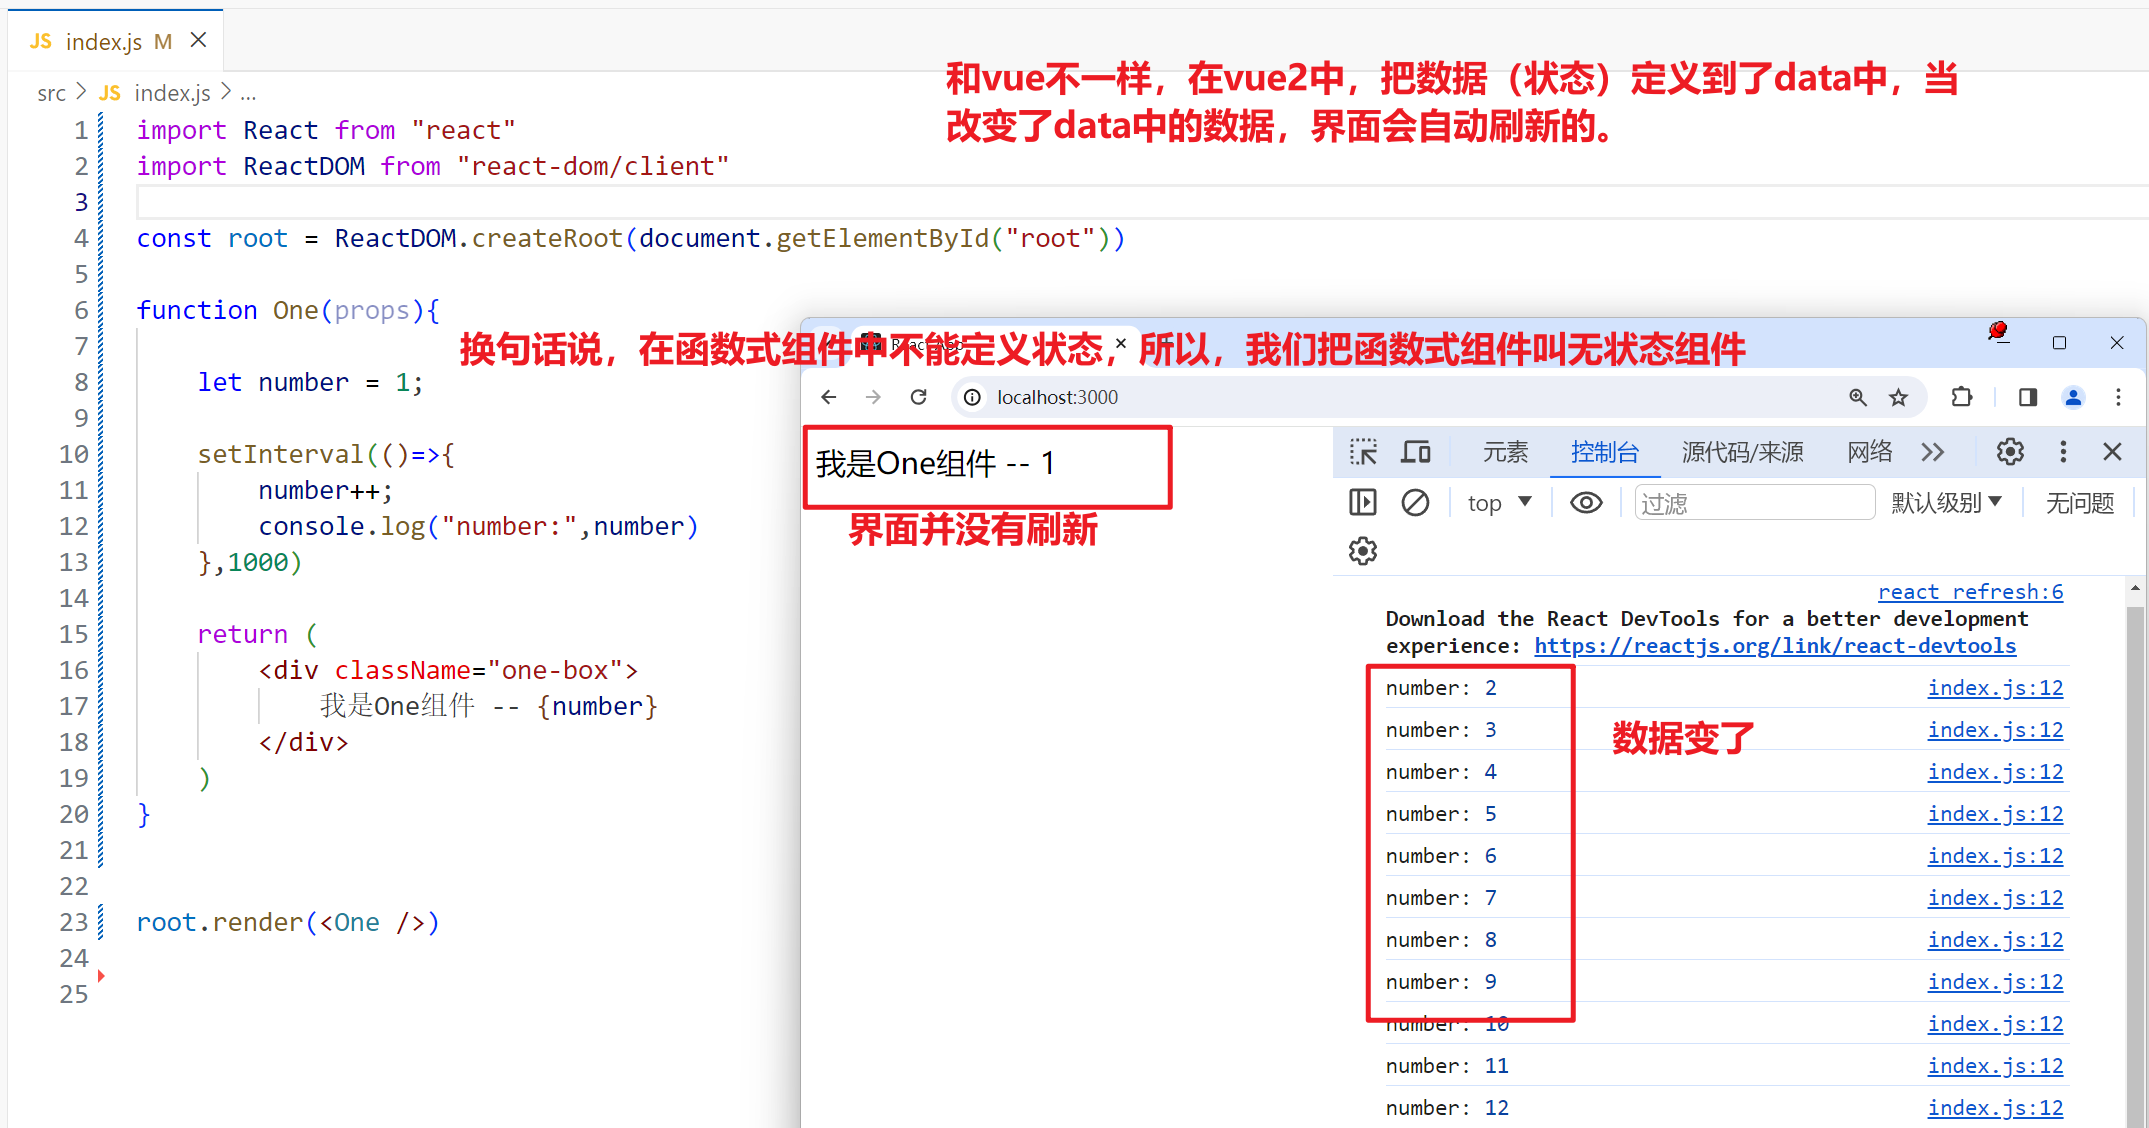 JS index.js M
src > JS index.js > ...
和vue不一样，在vue2中，把数据（状态）定义到了data中，当
改变了data中的数据，界面会自动刷新的。
1 import React from "react"
2 import ReactDOM from "react-dom/client"
3
4 const root = ReactDOM.createRoot(document.getElementById("root"))
5
6 function One(props){
7
换句话说，在函数式组件中不能定义状态，所以，我们把函数式组件叫无状态组件
8 let number = 1;
9
10 setInterval(()=>{
11 number++;
12 console.log("number:",number)
13 },1000)
14
15 return (
16 <div className="one-box">
17 我是One组件 -- {number}
18 </div>
19 )
20 }
21
22
23 root.render(<One />)
24
25
localhost:3000
我是One组件 -- 1
界面并没有刷新
元素 控制台 源代码/来源 网络
top 过滤 默认级别 无问题
react refresh:6
Download the React DevTools for a better development
experience: https://reactjs.org/link/react-devtools
number: 2 index.js:12
number: 3 index.js:12
数据变了
number: 4 index.js:12
number: 5 index.js:12
number: 6 index.js:12
number: 7 index.js:12
number: 8 index.js:12
number: 9 index.js:12
number: 10 index.js:12
number: 11 index.js:12
number: 12 index.js:12